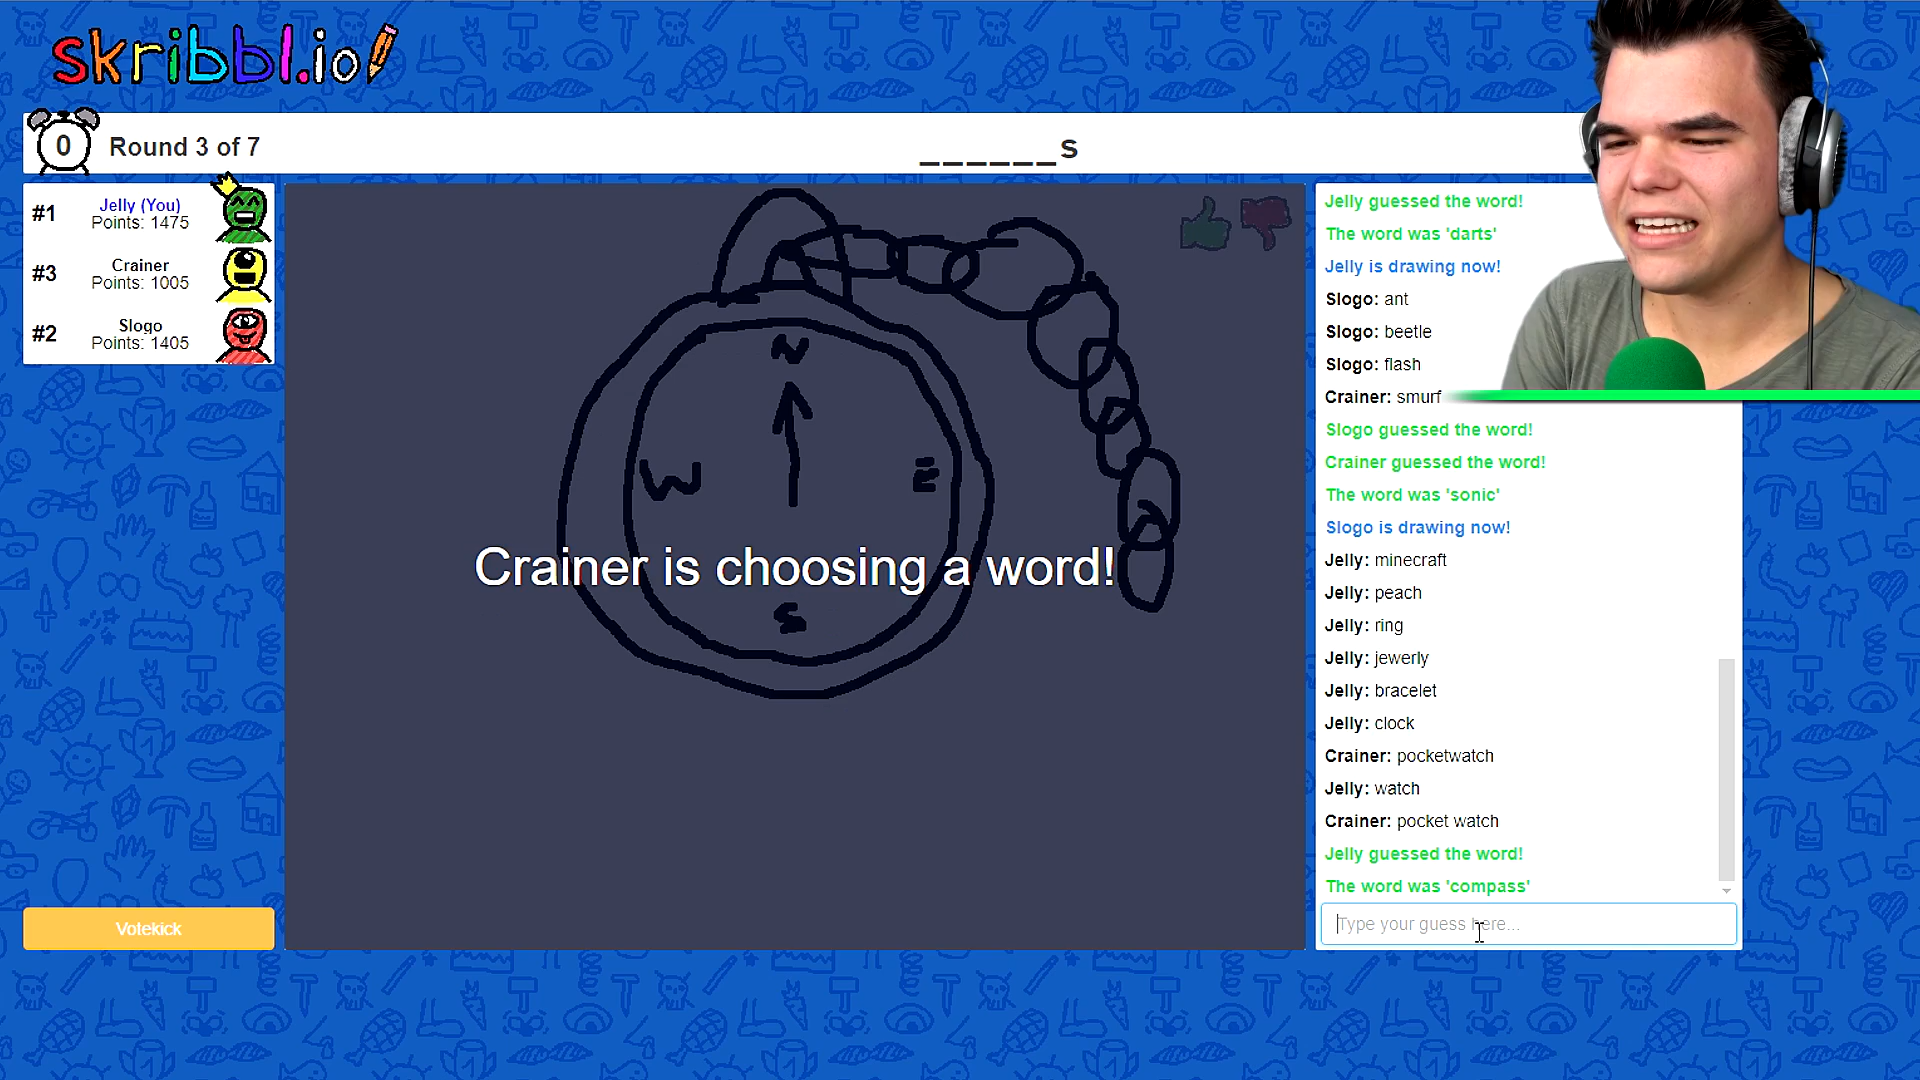 skribbl.io
0
Round 3 of 7
______s
#1
Jelly (You)
Points: 1475
#3
Crainer
Points: 1005
#2
Slogo
Points: 1405
N
W
E
S
Crainer is choosing a word!
Jelly guessed the word!
The word was 'darts'
Jelly is drawing now!
Slogo: ant
Slogo: beetle
Slogo: flash
Crainer: smurf
Slogo guessed the word!
Crainer guessed the word!
The word was 'sonic'
Slogo is drawing now!
Jelly: minecraft
Jelly: peach
Jelly: ring
Jelly: jewerly
Jelly: bracelet
Jelly: clock
Crainer: pocketwatch
Jelly: watch
Crainer: pocket watch
Jelly guessed the word!
The word was 'compass'
Type your guess here...
Votekick